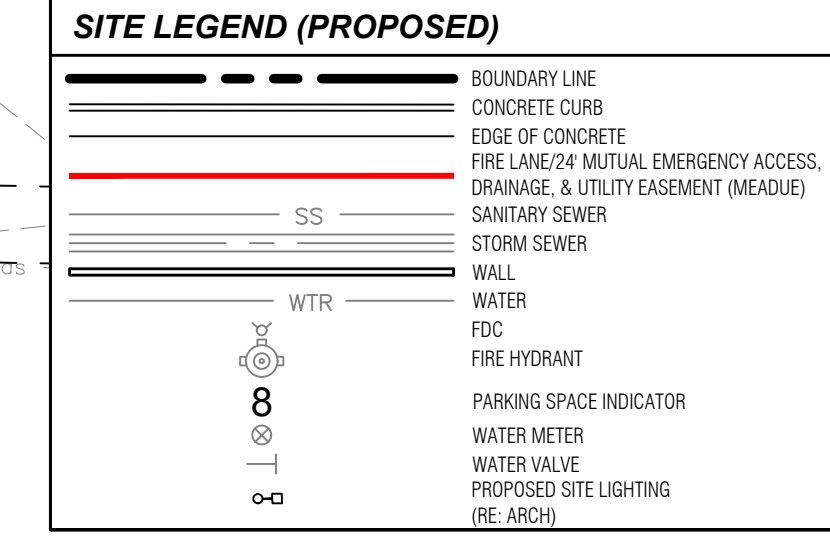 SITE LEGEND (PROPOSED)
BOUNDARY LINE
CONCRETE CURB
EDGE OF CONCRETE
FIRE LANE/24' MUTUAL EMERGENCY ACCESS,
DRAINAGE, & UTILITY EASEMENT (MEADUE)
SS SANITARY SEWER
STORM SEWER
WALL
WTR WATER
FDC
FIRE HYDRANT
8 PARKING SPACE INDICATOR
WATER METER
WATER VALVE
PROPOSED SITE LIGHTING
(RE: ARCH)